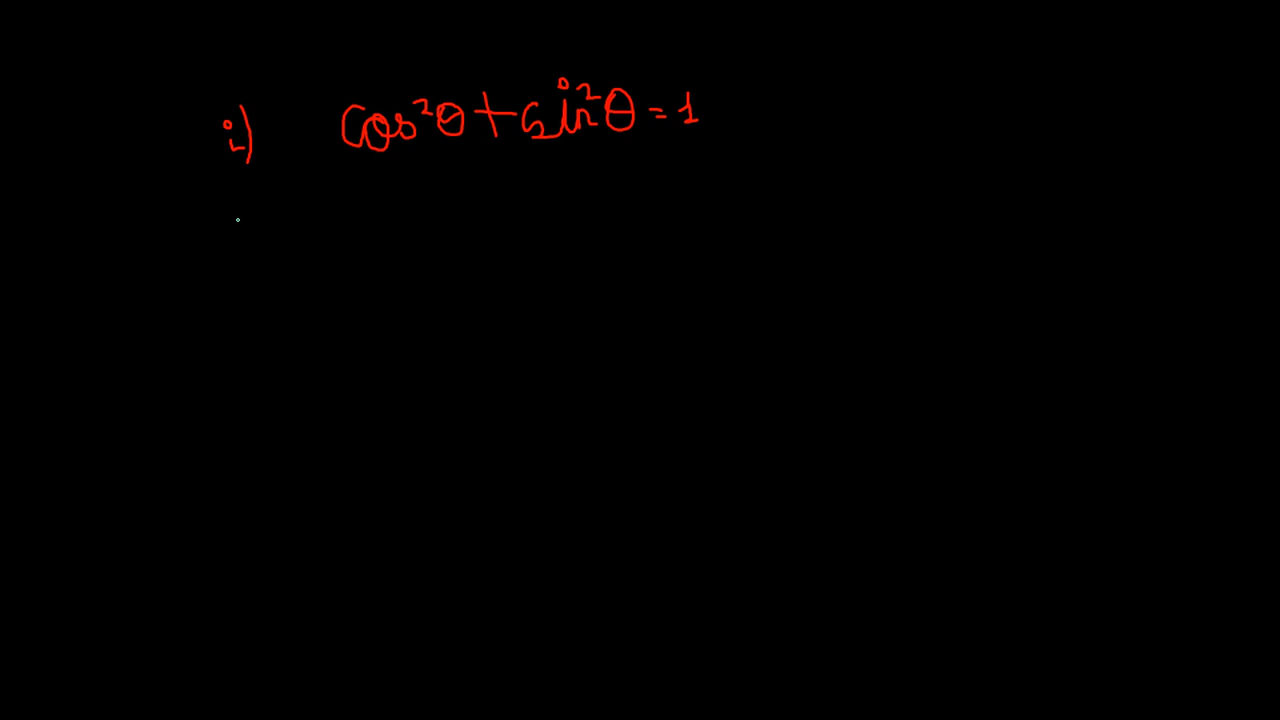 i) cos²θ + sin²θ = 1